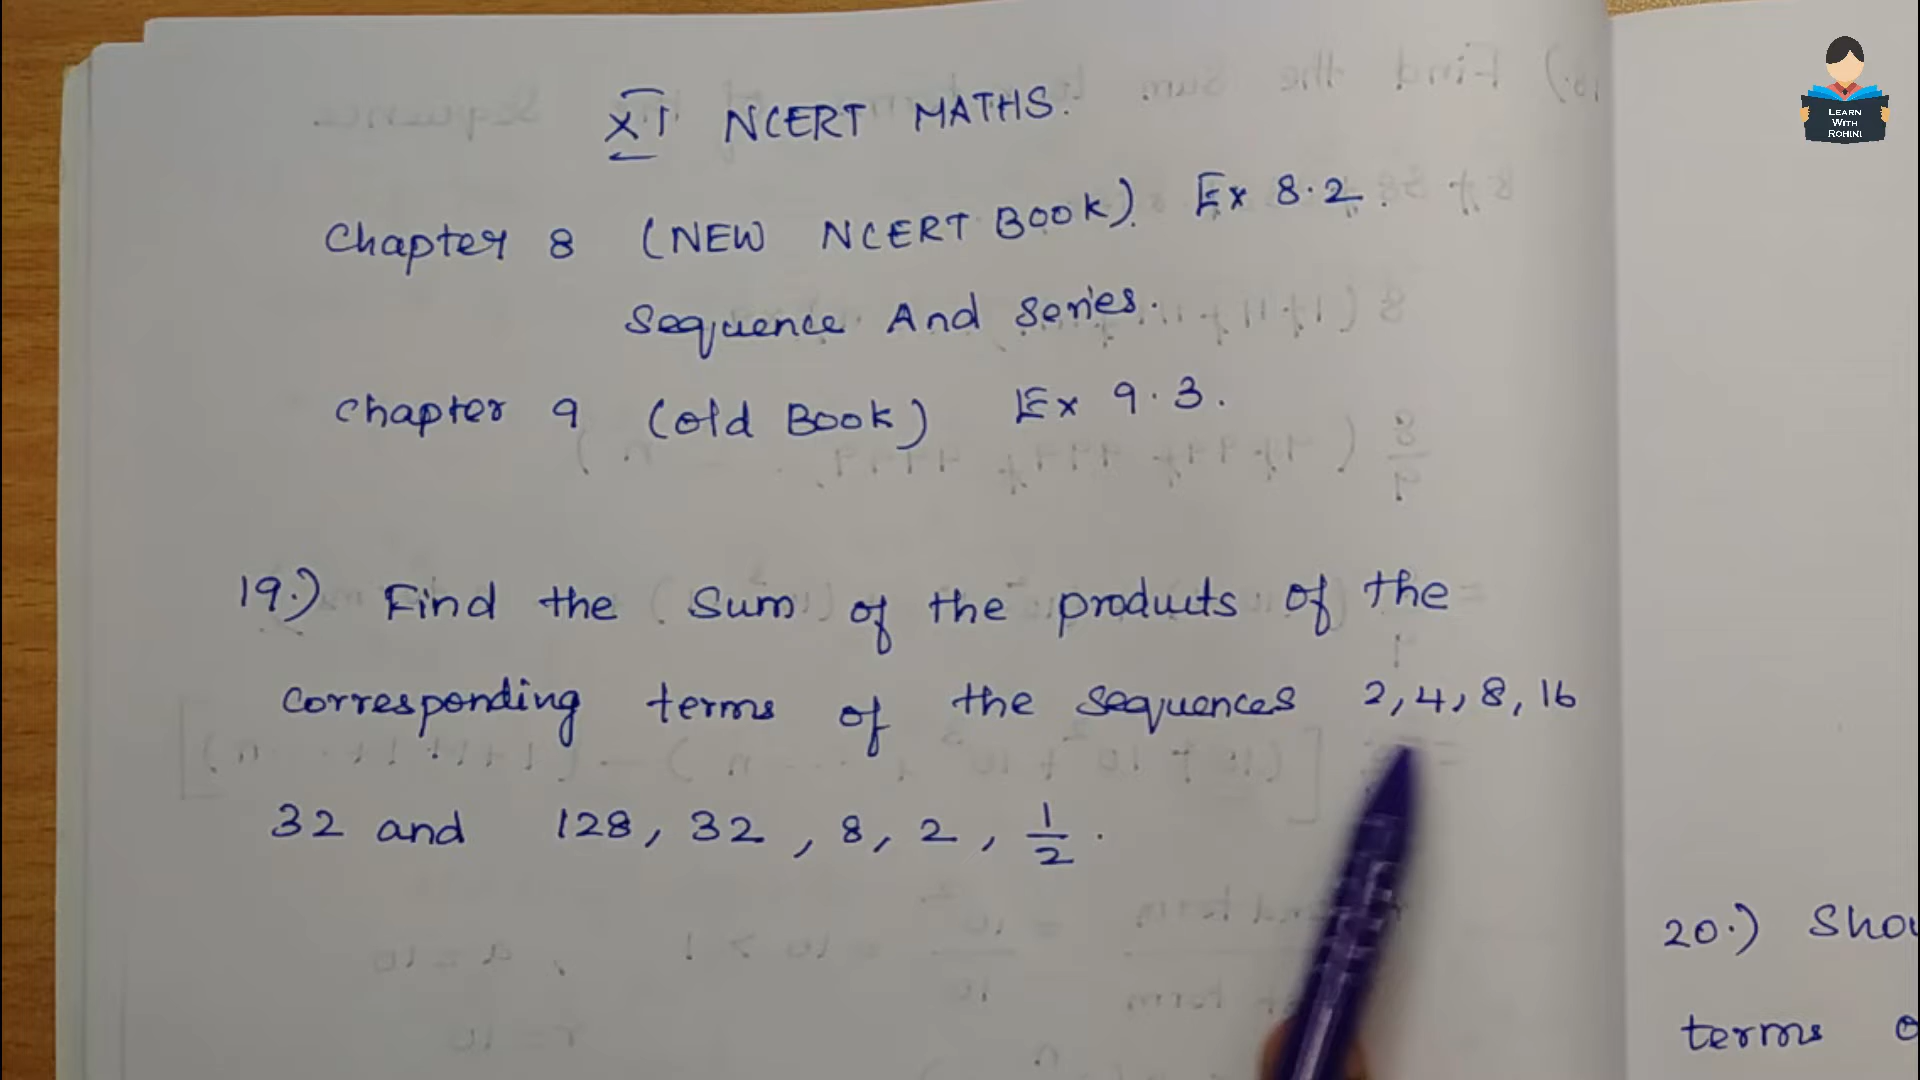 XI NCERT MATHS.
Chapter 8 (NEW NCERT BOOK) Ex 8.2.
Sequence And Series.
Chapter 9 (Old Book) Ex 9.3.
19.) Find the Sum of the products of the
corresponding terms of the sequences 2, 4, 8, 16
32 and 128, 32, 8, 2, 1/2.
20.) Show
terms
LEARN
WITH
ROHINI